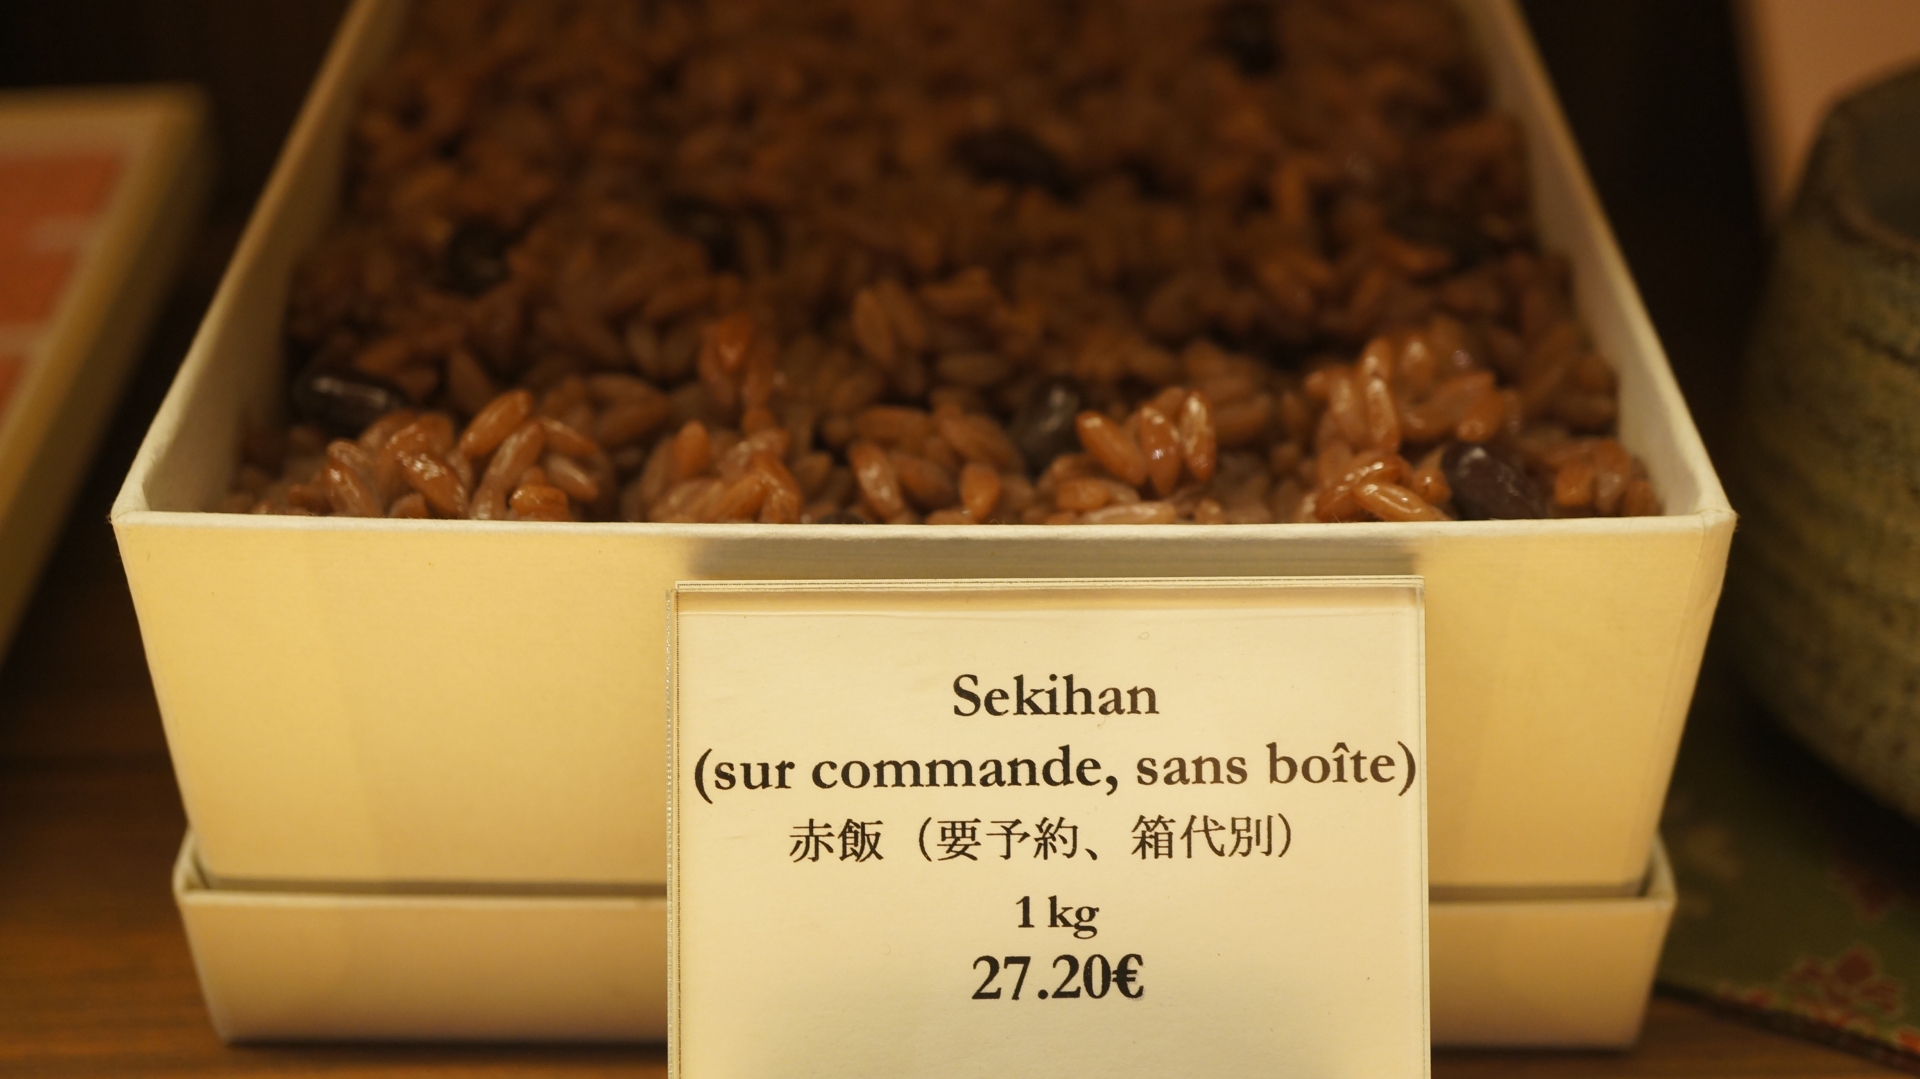 Sekihan
(sur commande, sans boîte)
赤飯（要予約、箱代別）
1 kg
27.20€